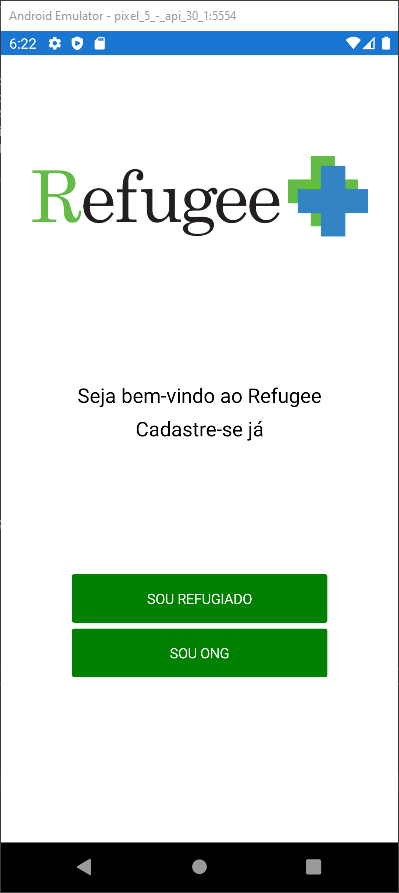 Android Emulator - pixel_5_-_api_30_1:5554
6:22
Refugee
Seja bem-vindo ao Refugee
Cadastre-se já
SOU REFUGIADO
SOU ONG